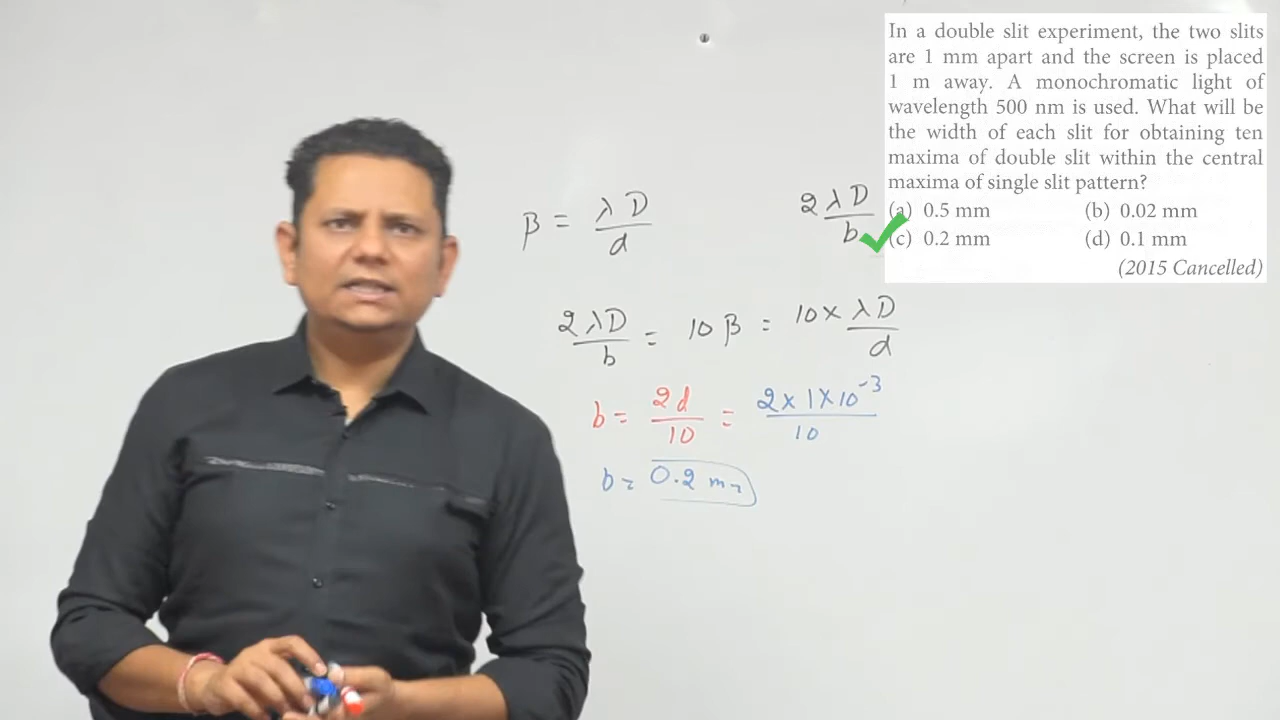 In a double slit experiment, the two slits
are 1 mm apart and the screen is placed
1 m away. A monochromatic light of
wavelength 500 nm is used. What will be
the width of each slit for obtaining ten
maxima of double slit within the central
maxima of single slit pattern?
(a) 0.5 mm (b) 0.02 mm
(c) 0.2 mm (d) 0.1 mm
(2015 Cancelled)
β = λD/d 2λD/b
2λD/b = 10β = 10×λD/d
b = 2d/10 = 2×1×10⁻³/10
b = 0.2 mm